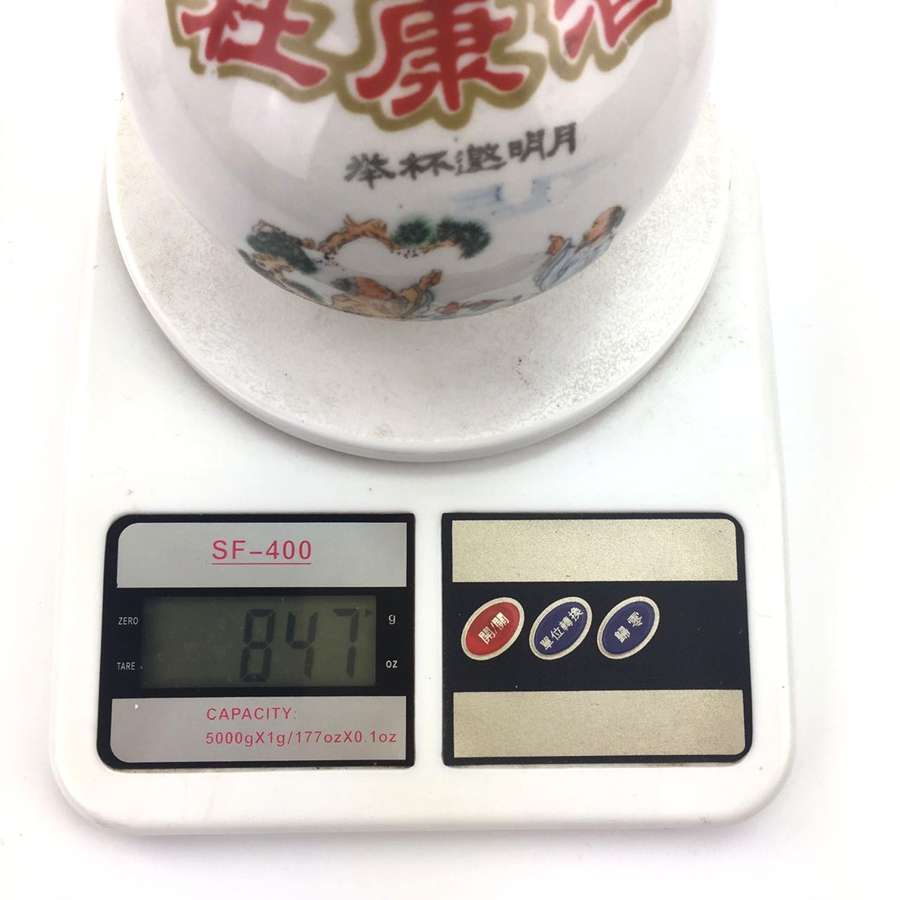 杜康酒
举杯邀明月
SF-400
ZERO
847
g
TARE
oz
CAPACITY:
5000gX1g/177ozX0.1oz
開/關
單位轉換
歸零